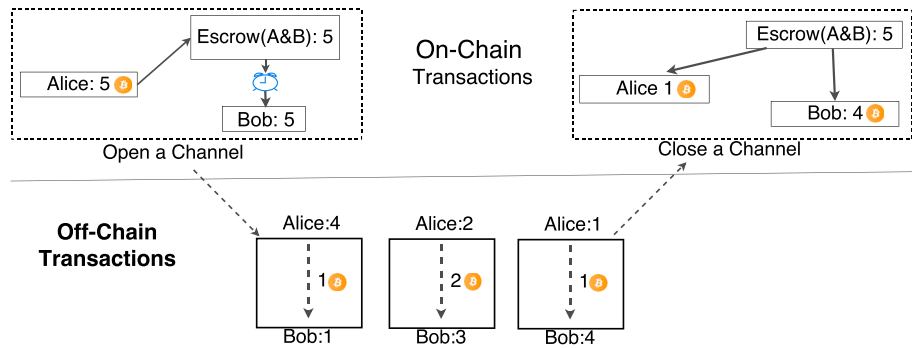 Escrow(A&B): 5
Alice: 5
Bob: 5
Open a Channel
On-Chain
Transactions
Escrow(A&B): 5
Alice 1
Bob: 4
Close a Channel
Off-Chain
Transactions
Alice:4
1
Bob:1
Alice:2
2
Bob:3
Alice:1
1
Bob:4